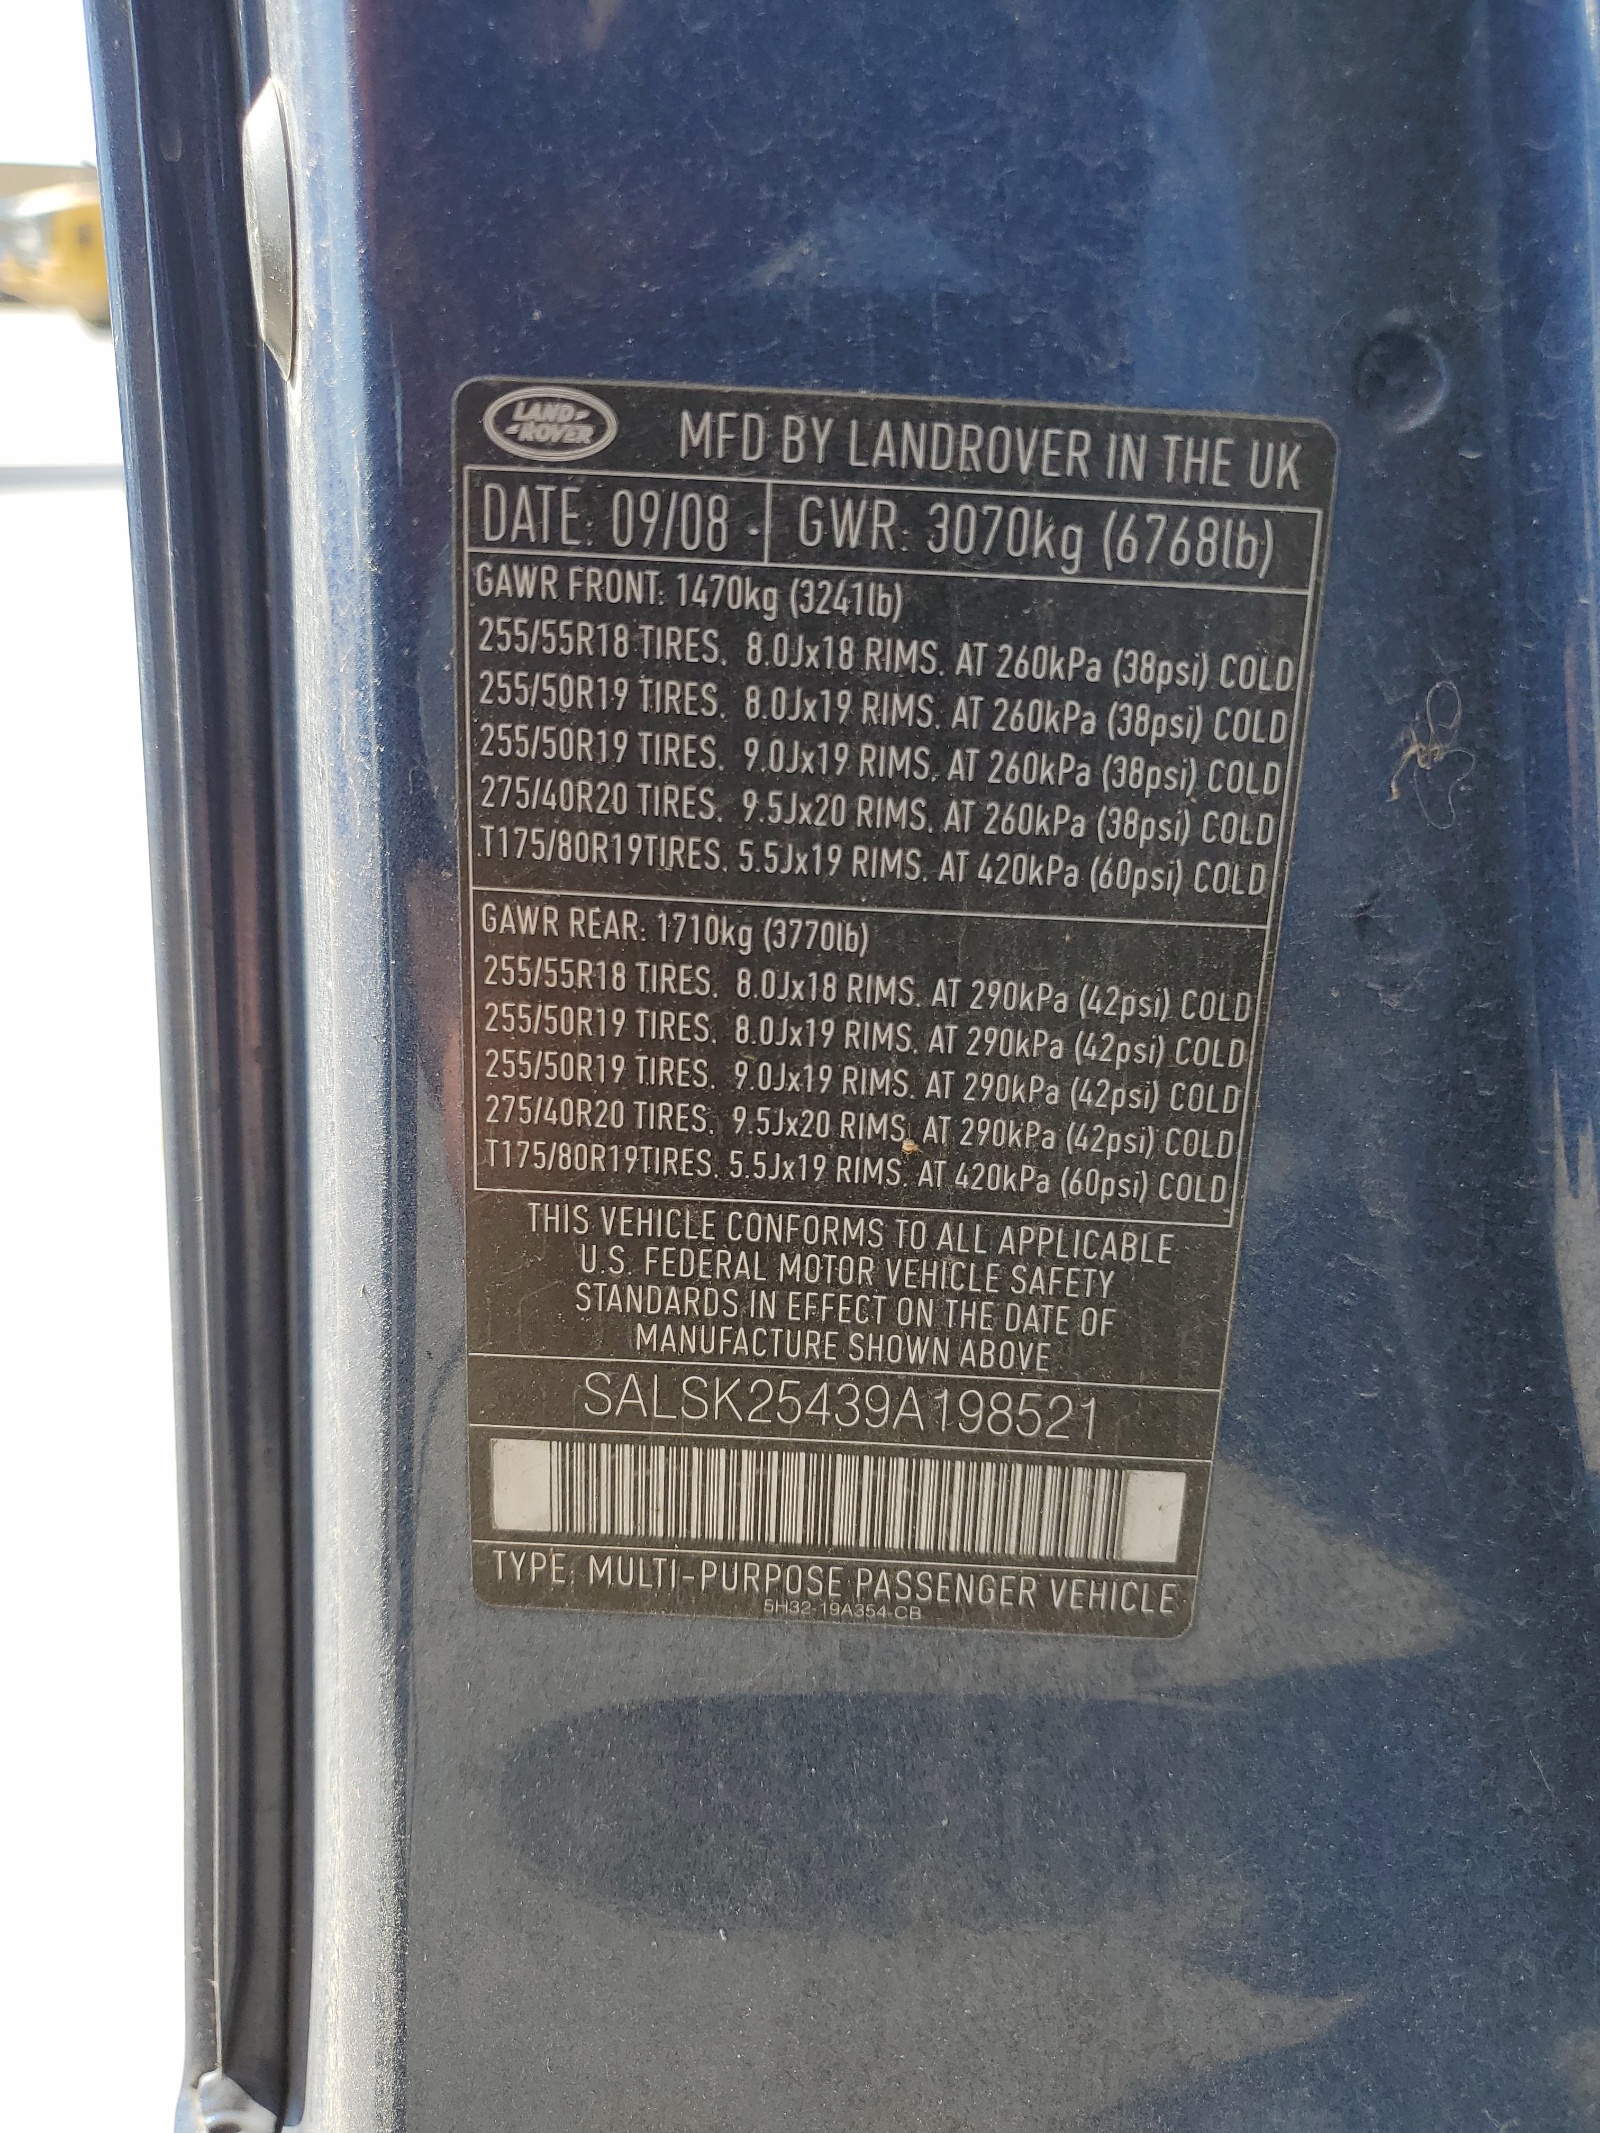 LAND-
-ROVER
MFD BY LANDROVER IN THE UK
DATE: 09/08 GWR: 3070kg (6768lb)
GAWR FRONT: 1470kg (3241lb)
255/55R18 TIRES. 8.0Jx18 RIMS. AT 260kPa (38psi) COLD
255/50R19 TIRES. 8.0Jx19 RIMS. AT 260kPa (38psi) COLD
255/50R19 TIRES. 9.0Jx19 RIMS. AT 260kPa (38psi) COLD
275/40R20 TIRES. 9.5Jx20 RIMS. AT 260kPa (38psi) COLD
T175/80R19TIRES. 5.5Jx19 RIMS. AT 420kPa (60psi) COLD
GAWR REAR: 1710kg (3770lb)
255/55R18 TIRES. 8.0Jx18 RIMS. AT 290kPa (42psi) COLD
255/50R19 TIRES. 8.0Jx19 RIMS. AT 290kPa (42psi) COLD
255/50R19 TIRES. 9.0Jx19 RIMS. AT 290kPa (42psi) COLD
275/40R20 TIRES. 9.5Jx20 RIMS. AT 290kPa (42psi) COLD
T175/80R19TIRES. 5.5Jx19 RIMS. AT 420kPa (60psi) COLD
THIS VEHICLE CONFORMS TO ALL APPLICABLE
U.S. FEDERAL MOTOR VEHICLE SAFETY
STANDARDS IN EFFECT ON THE DATE OF
MANUFACTURE SHOWN ABOVE
SALSK25439A198521
TYPE: MULTI-PURPOSE PASSENGER VEHICLE
5H32-19A354-CB